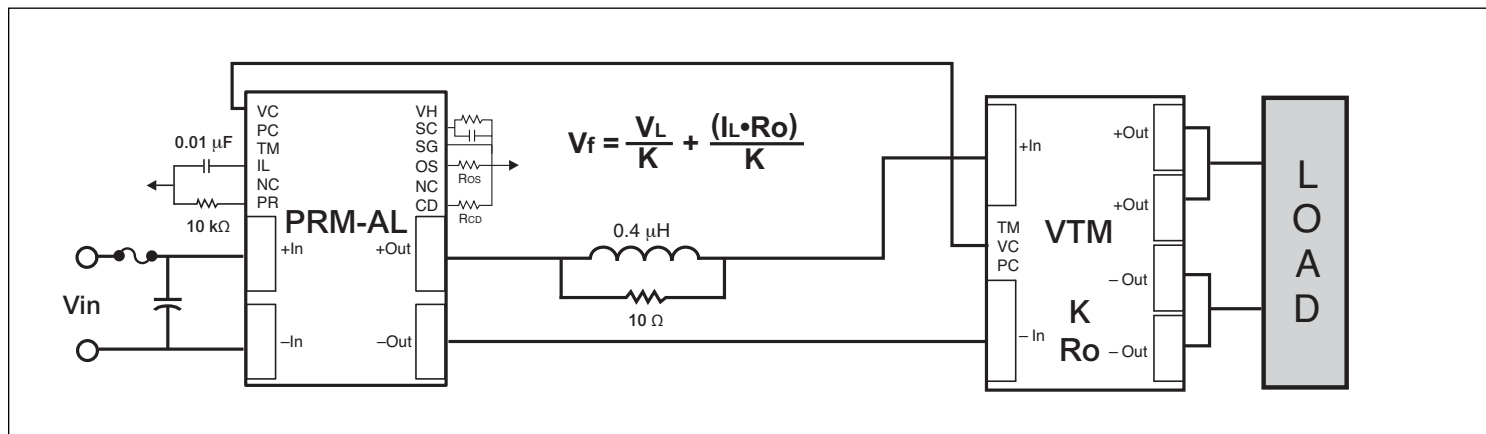 VC
PC
TM
IL
NC
PR
0.01 µF
10 kΩ
VH
SC
SG
OS
NC
CD
ROS
RCD
PRM-AL
+In
–In
+Out
–Out
Vin
Vf = VL/K + (IL•Ro)/K
0.4 µH
10 Ω
+In
TM
VC
PC
– In
VTM
K
Ro
+Out
+Out
– Out
– Out
LOAD